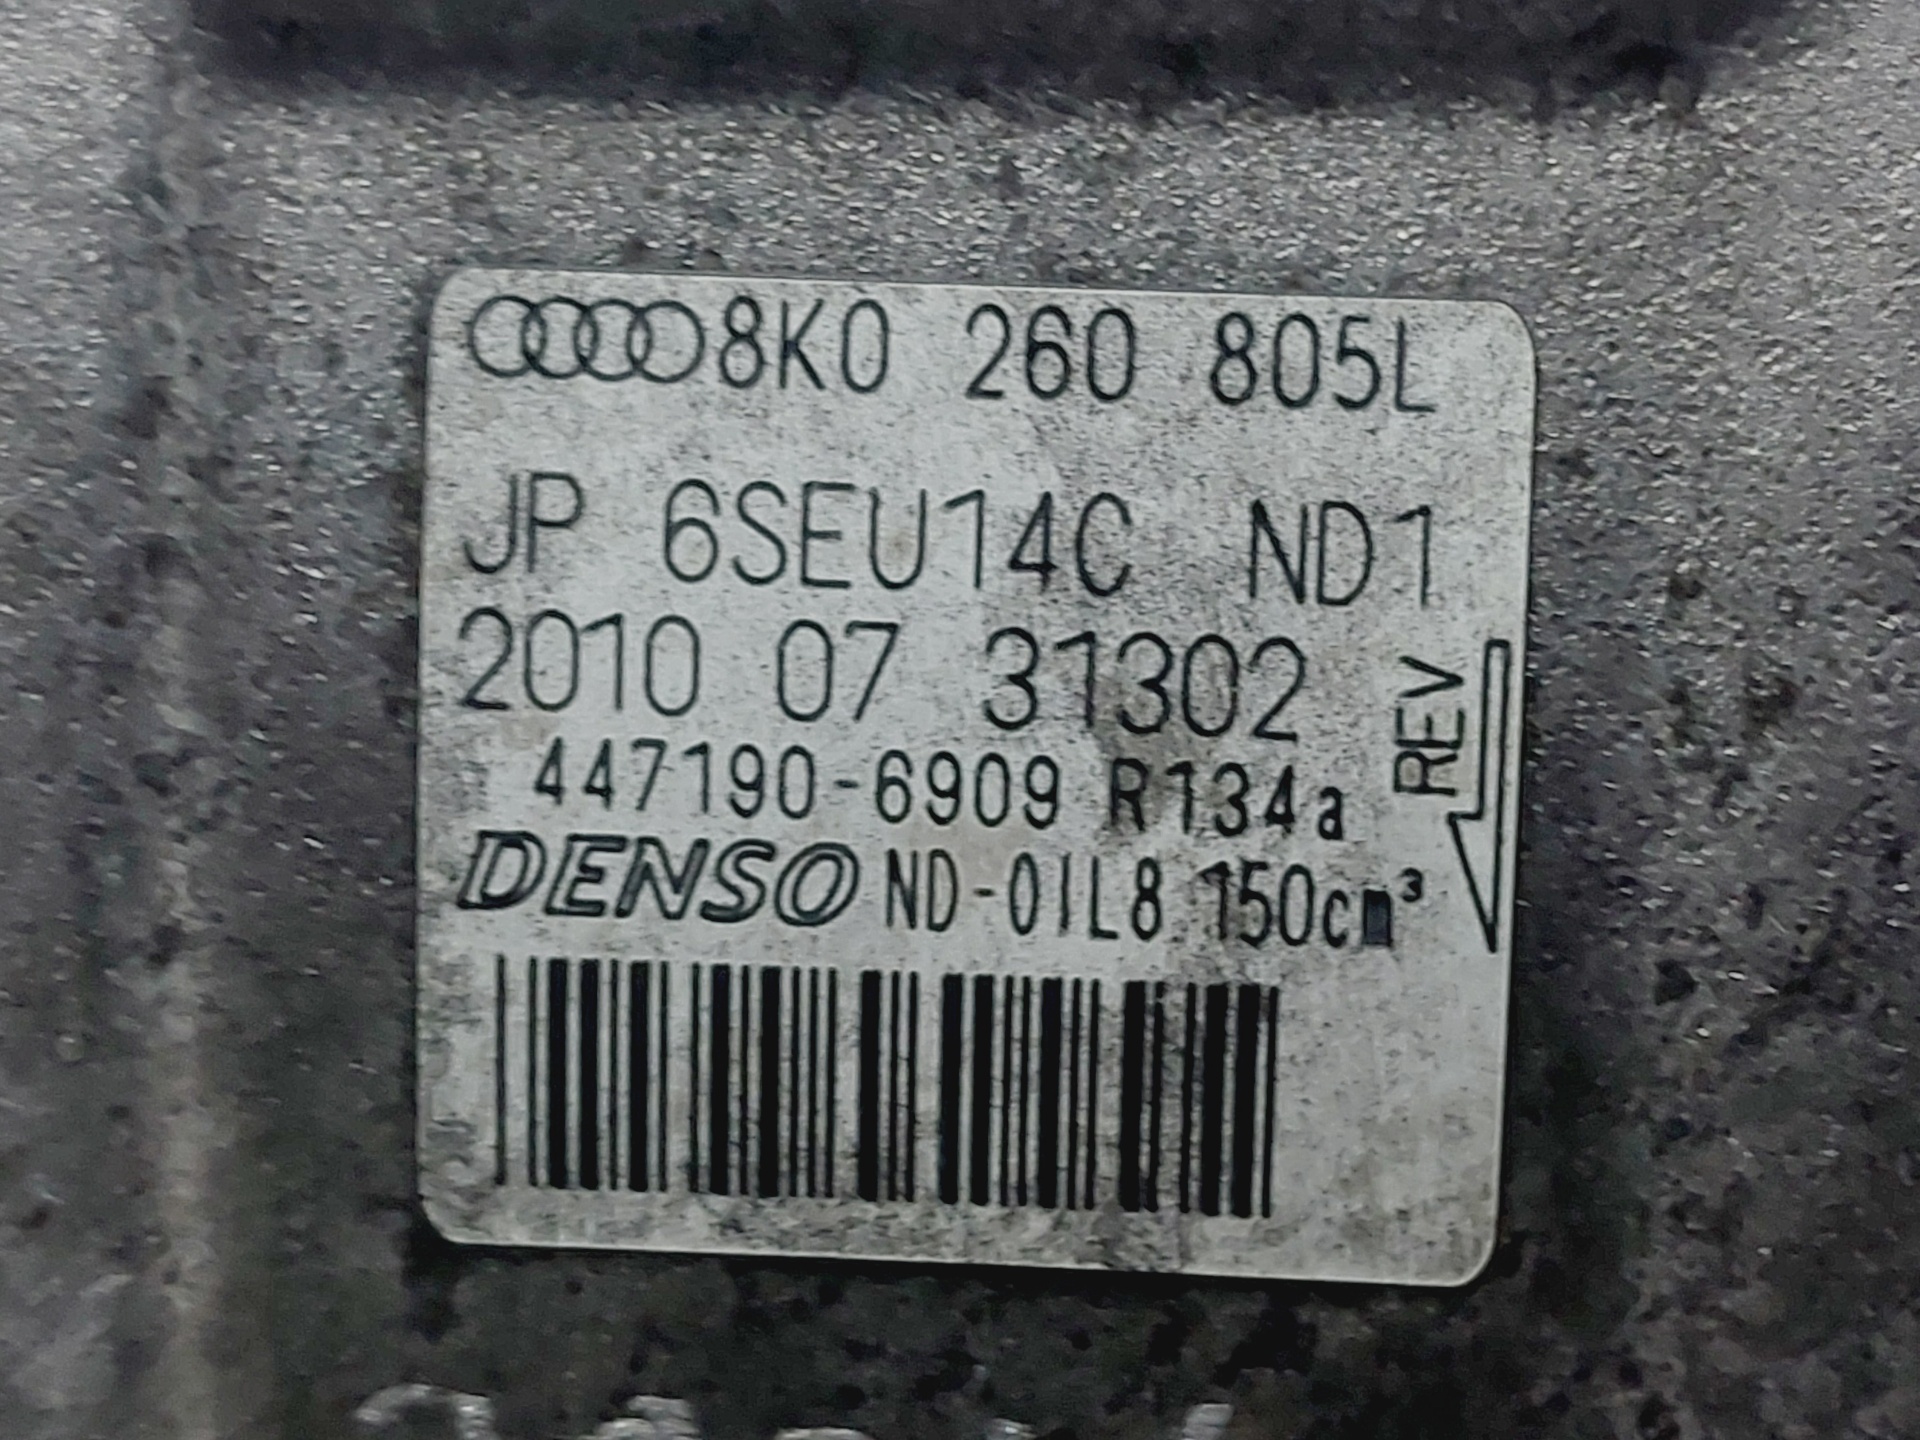 8K0 260 805L
JP 6SEU14C ND1
2010 07 31302
447190-6909 R134a
REV
DENSO ND-OIL8 150cm³